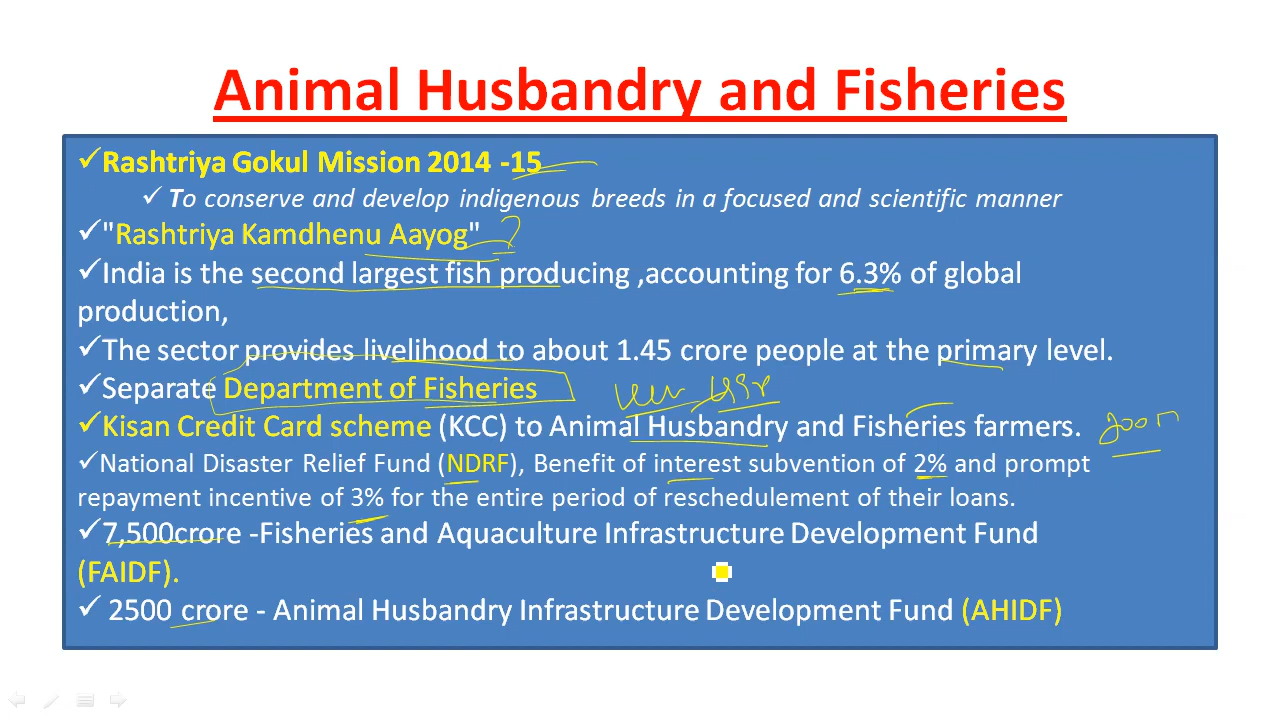 Animal Husbandry and Fisheries
✓Rashtriya Gokul Mission 2014 -15
✓ To conserve and develop indigenous breeds in a focused and scientific manner
✓"Rashtriya Kamdhenu Aayog"
✓India is the second largest fish producing ,accounting for 6.3% of global
production,
✓The sector provides livelihood to about 1.45 crore people at the primary level.
✓Separate Department of Fisheries
✓Kisan Credit Card scheme (KCC) to Animal Husbandry and Fisheries farmers.
✓National Disaster Relief Fund (NDRF), Benefit of interest subvention of 2% and prompt
repayment incentive of 3% for the entire period of reschedulement of their loans.
✓7,500crore -Fisheries and Aquaculture Infrastructure Development Fund
(FAIDF).
✓ 2500 crore - Animal Husbandry Infrastructure Development Fund (AHIDF)